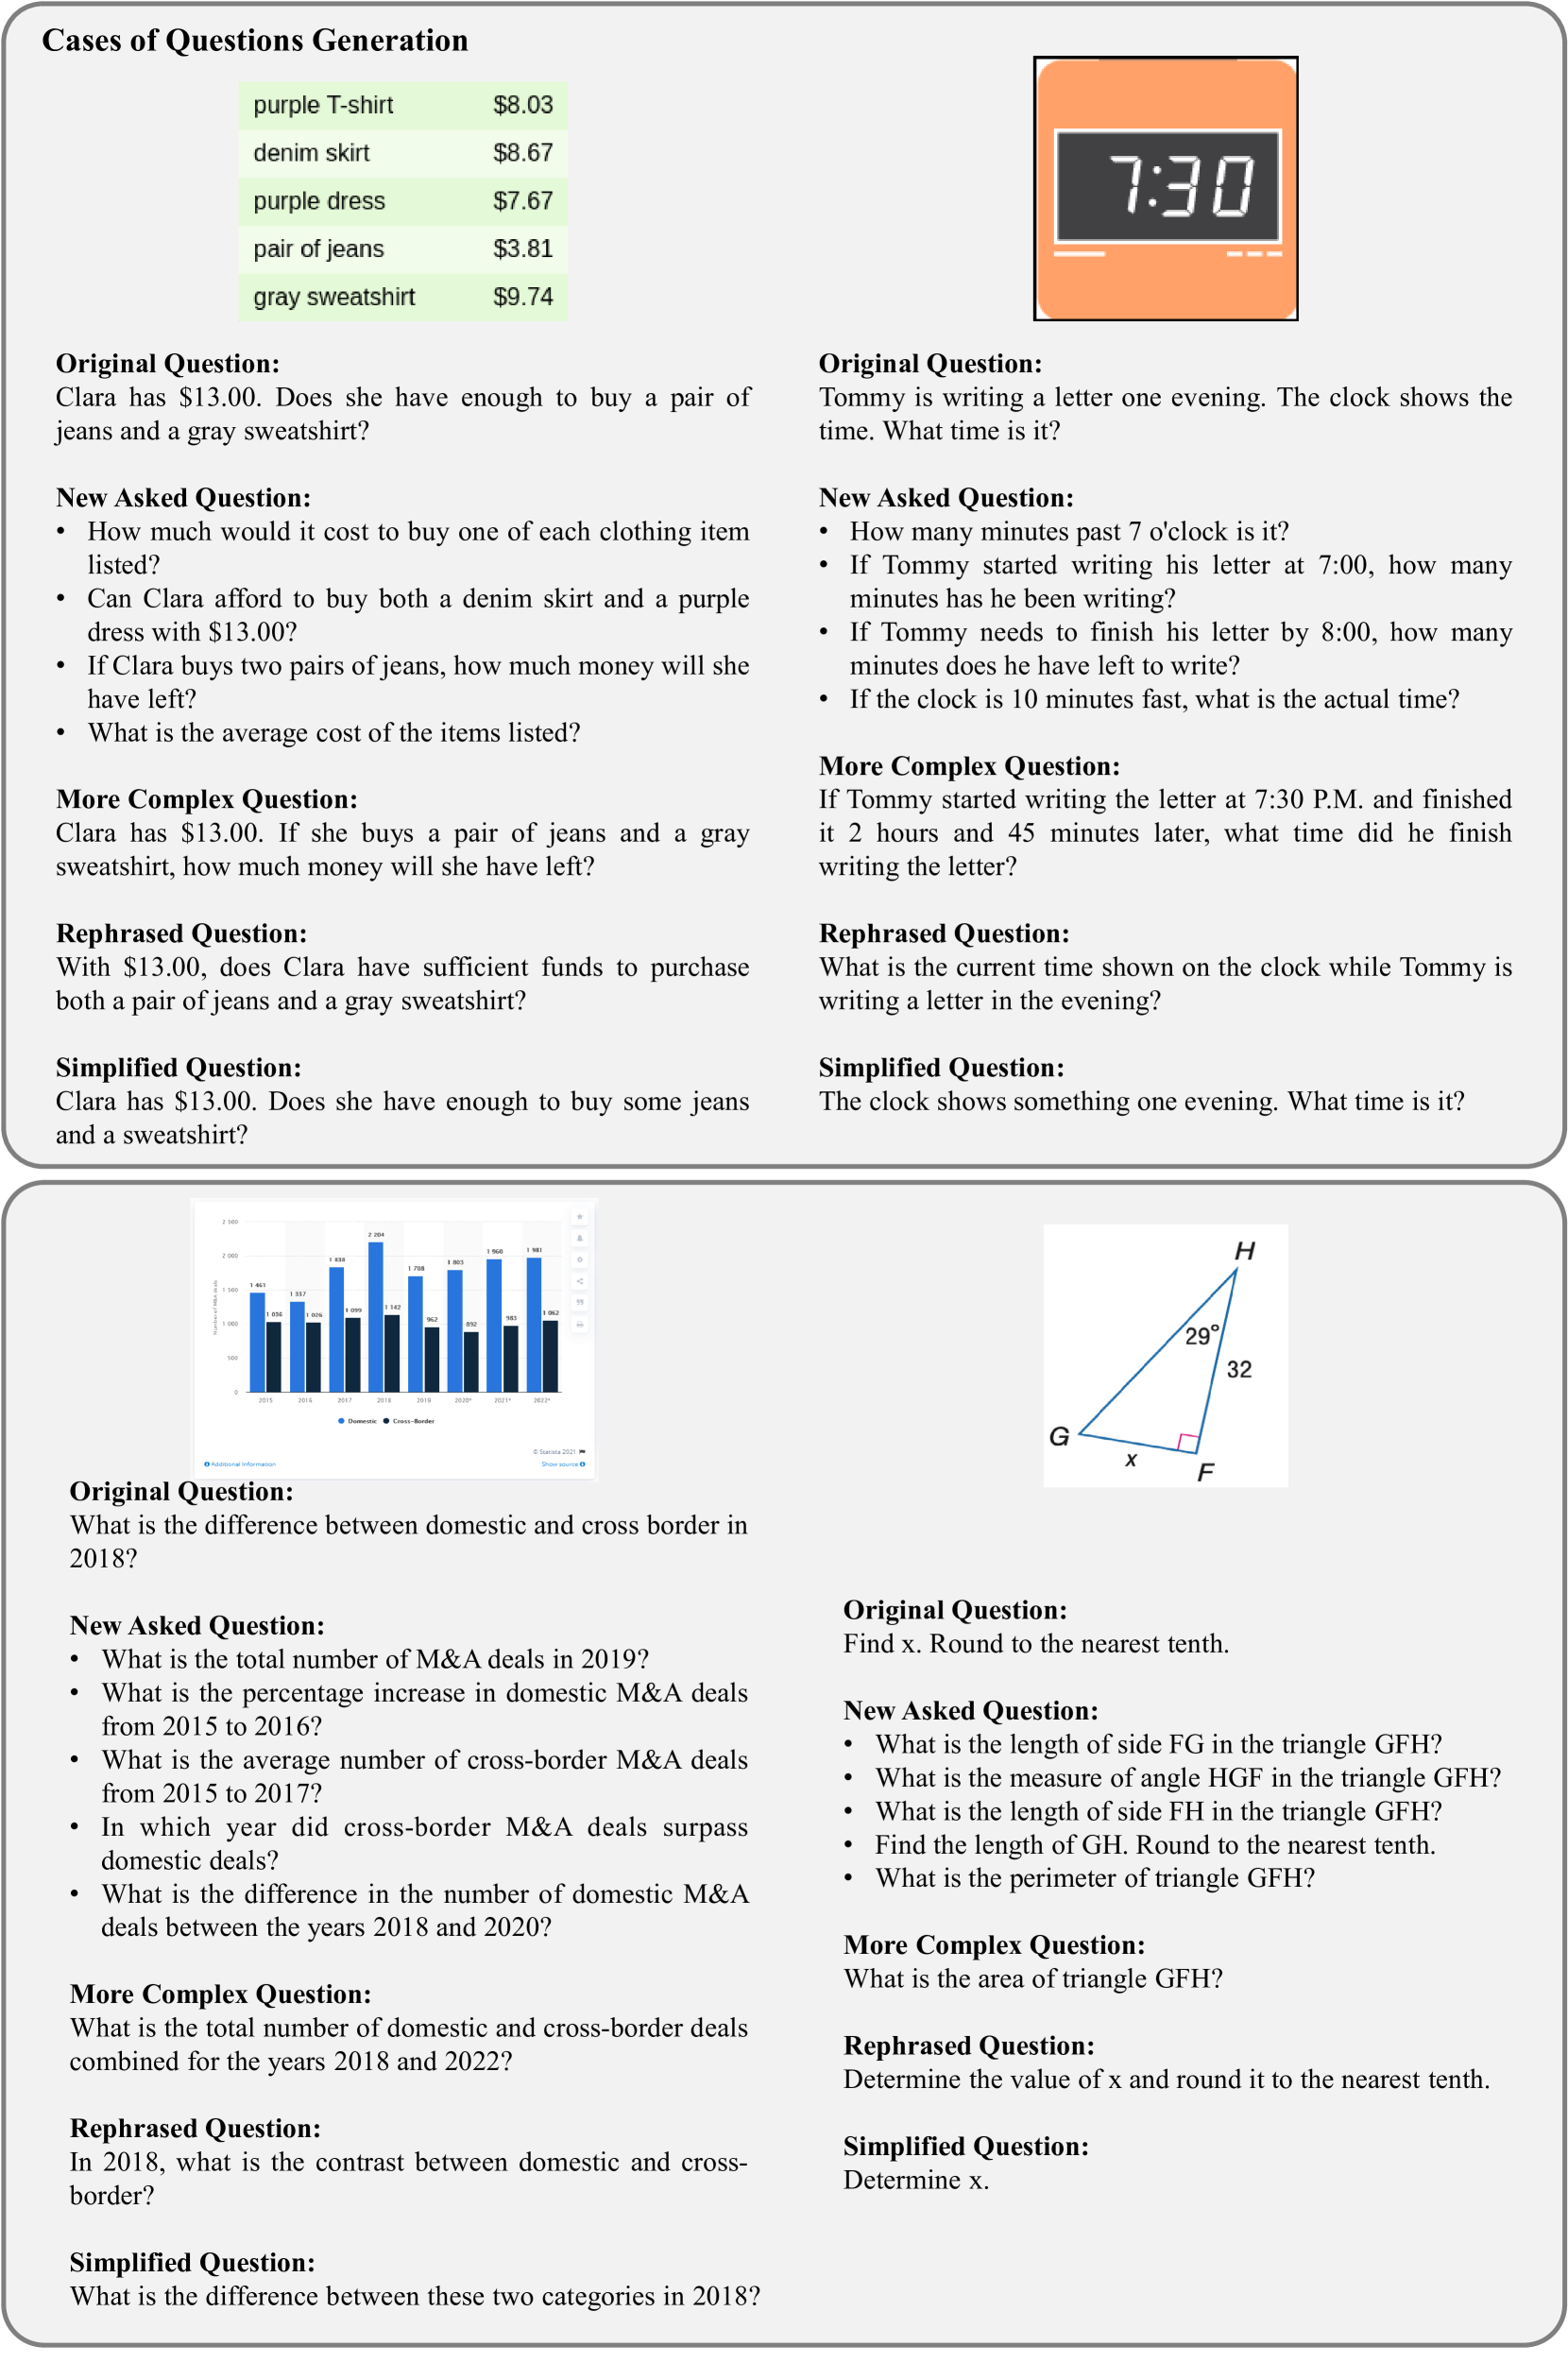 Cases of Questions Generation
purple T-shirt $8.03
denim skirt $8.67
purple dress $7.67
pair of jeans $3.81
gray sweatshirt $9.74
Original Question:
Clara has $13.00. Does she have enough to buy a pair of
jeans and a gray sweatshirt?
New Asked Question:
• How much would it cost to buy one of each clothing item
listed?
• Can Clara afford to buy both a denim skirt and a purple
dress with $13.00?
• If Clara buys two pairs of jeans, how much money will she
have left?
• What is the average cost of the items listed?
More Complex Question:
Clara has $13.00. If she buys a pair of jeans and a gray
sweatshirt, how much money will she have left?
Rephrased Question:
With $13.00, does Clara have sufficient funds to purchase
both a pair of jeans and a gray sweatshirt?
Simplified Question:
Clara has $13.00. Does she have enough to buy some jeans
and a sweatshirt?
7:30
Original Question:
Tommy is writing a letter one evening. The clock shows the
time. What time is it?
New Asked Question:
• How many minutes past 7 o'clock is it?
• If Tommy started writing his letter at 7:00, how many
minutes has he been writing?
• If Tommy needs to finish his letter by 8:00, how many
minutes does he have left to write?
• If the clock is 10 minutes fast, what is the actual time?
More Complex Question:
If Tommy started writing the letter at 7:30 P.M. and finished
it 2 hours and 45 minutes later, what time did he finish
writing the letter?
Rephrased Question:
What is the current time shown on the clock while Tommy is
writing a letter in the evening?
Simplified Question:
The clock shows something one evening. What time is it?
Number of M&A deals
2 500
2 000
1 500
1 000
500
0
1 463
1 036
1 337
1 026
1 838
1 099
2 204
1 142
1 708
962
1 803
892
1 960
983
1 981
1 062
2015 2016 2017 2018 2019 2020* 2021* 2022*
Domestic Cross-Border
© Statista 2021
Additional Information Show source
Original Question:
What is the difference between domestic and cross border in
2018?
New Asked Question:
• What is the total number of M&A deals in 2019?
• What is the percentage increase in domestic M&A deals
from 2015 to 2016?
• What is the average number of cross-border M&A deals
from 2015 to 2017?
• In which year did cross-border M&A deals surpass
domestic deals?
• What is the difference in the number of domestic M&A
deals between the years 2018 and 2020?
More Complex Question:
What is the total number of domestic and cross-border deals
combined for the years 2018 and 2022?
Rephrased Question:
In 2018, what is the contrast between domestic and cross-
border?
Simplified Question:
What is the difference between these two categories in 2018?
H
29°
32
G
x
F
Original Question:
Find x. Round to the nearest tenth.
New Asked Question:
• What is the length of side FG in the triangle GFH?
• What is the measure of angle HGF in the triangle GFH?
• What is the length of side FH in the triangle GFH?
• Find the length of GH. Round to the nearest tenth.
• What is the perimeter of triangle GFH?
More Complex Question:
What is the area of triangle GFH?
Rephrased Question:
Determine the value of x and round it to the nearest tenth.
Simplified Question:
Determine x.